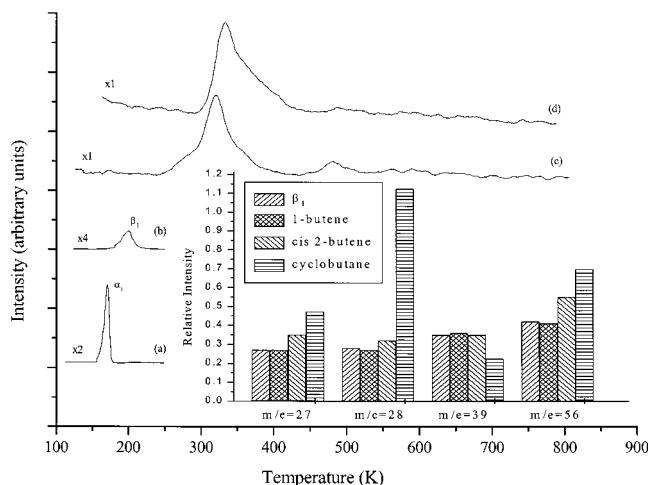 x1
(d)
x1
(c)
β1
x4
(b)
α1
x2
(a)
Intensity (arbitrary units)
1.2
1.1
1.0
0.9
0.8
0.7
0.6
0.5
0.4
0.3
0.2
0.1
0.0
Relative Intensity
β1
1-butene
cis 2-butene
cyclobutane
m/e=27
m/e=28
m/e=39
m/e=56
100
200
300
400
500
600
700
800
900
Temperature (K)